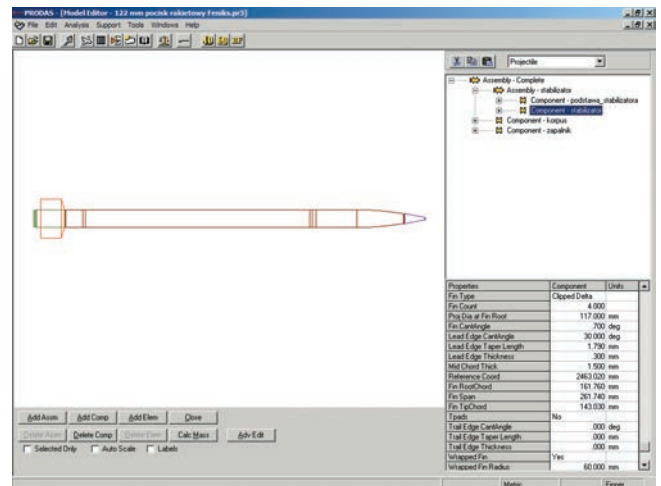 PRODAS - [Model Editor - 122 mm pocisk rakietowy Feniks.pr3]
File Edit Analysis Support Tools Windows Help
Projectile
Assembly - Complete
Assembly - stabilizator
Component - podstawa_stabilizatora
Component - stabilizator
Component - korpus
Component - zapalnik
Properties Component Units
Fin Type Clipped Delta
Fin Count 4.000
Proj Dia at Fin Root 117.000 mm
Fin CantAngle .700 deg
Lead Edge CantAngle 30.000 deg
Lead Edge Taper Length 1.790 mm
Lead Edge Thickness .300 mm
Mid Chord Thick 1.500 mm
Reference Coord 2463.020 mm
Fin RootChord 161.760 mm
Fin Span 261.740 mm
Fin TipChord 143.030 mm
Tpads No
Trail Edge CantAngle .000 deg
Trail Edge Taper Length .000 mm
Trail Edge Thickness .000 mm
Wrapped Fin Yes
Wrapped Fin Radius 60.000 mm
Add Assm Add Comp Add Elem Close
Delete Assm Delete Comp Delete Elem Calc Mass Adv Edit
Selected Only Auto Scale Labels
Metric Finner